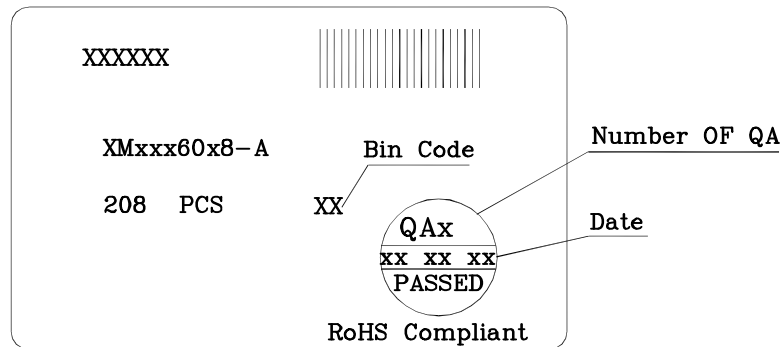 XXXXXX
XMxxx60x8-A
Bin Code
Number OF QA
208 PCS
XX
QAx
Date
xx xx xx
PASSED
RoHS Compliant